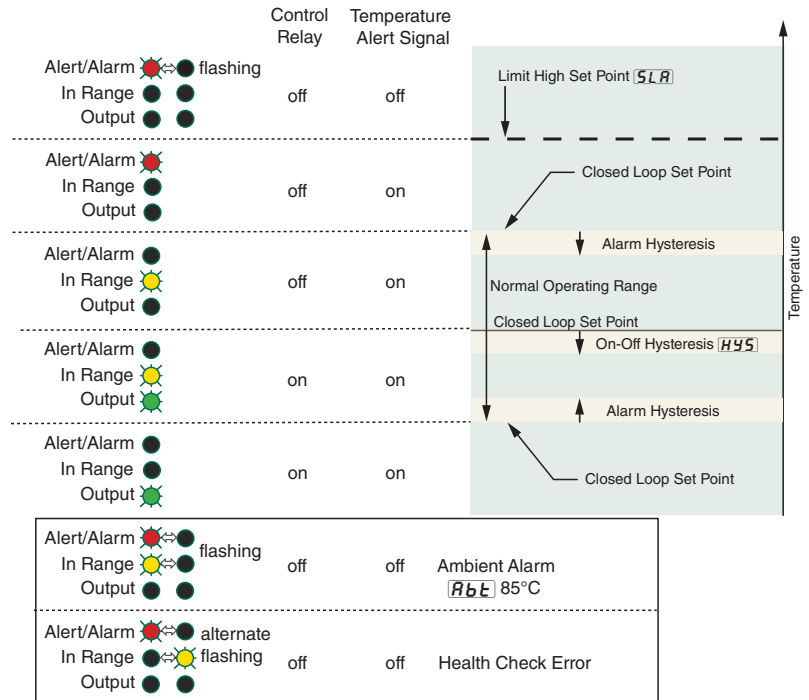 Control Relay
Temperature Alert Signal
Alert/Alarm flashing
In Range
Output
off
off
Limit High Set Point SLA
Alert/Alarm
In Range
Output
off
on
Closed Loop Set Point
Alarm Hysteresis
Alert/Alarm
In Range
Output
off
on
Normal Operating Range
Closed Loop Set Point
Temperature
Alert/Alarm
In Range
Output
on
on
On-Off Hysteresis HYS
Alarm Hysteresis
Alert/Alarm
In Range
Output
on
on
Closed Loop Set Point
Alert/Alarm
In Range
Output
flashing
off
off
Ambient Alarm
Abt 85°C
Alert/Alarm
In Range
Output
alternate
flashing
off
off
Health Check Error